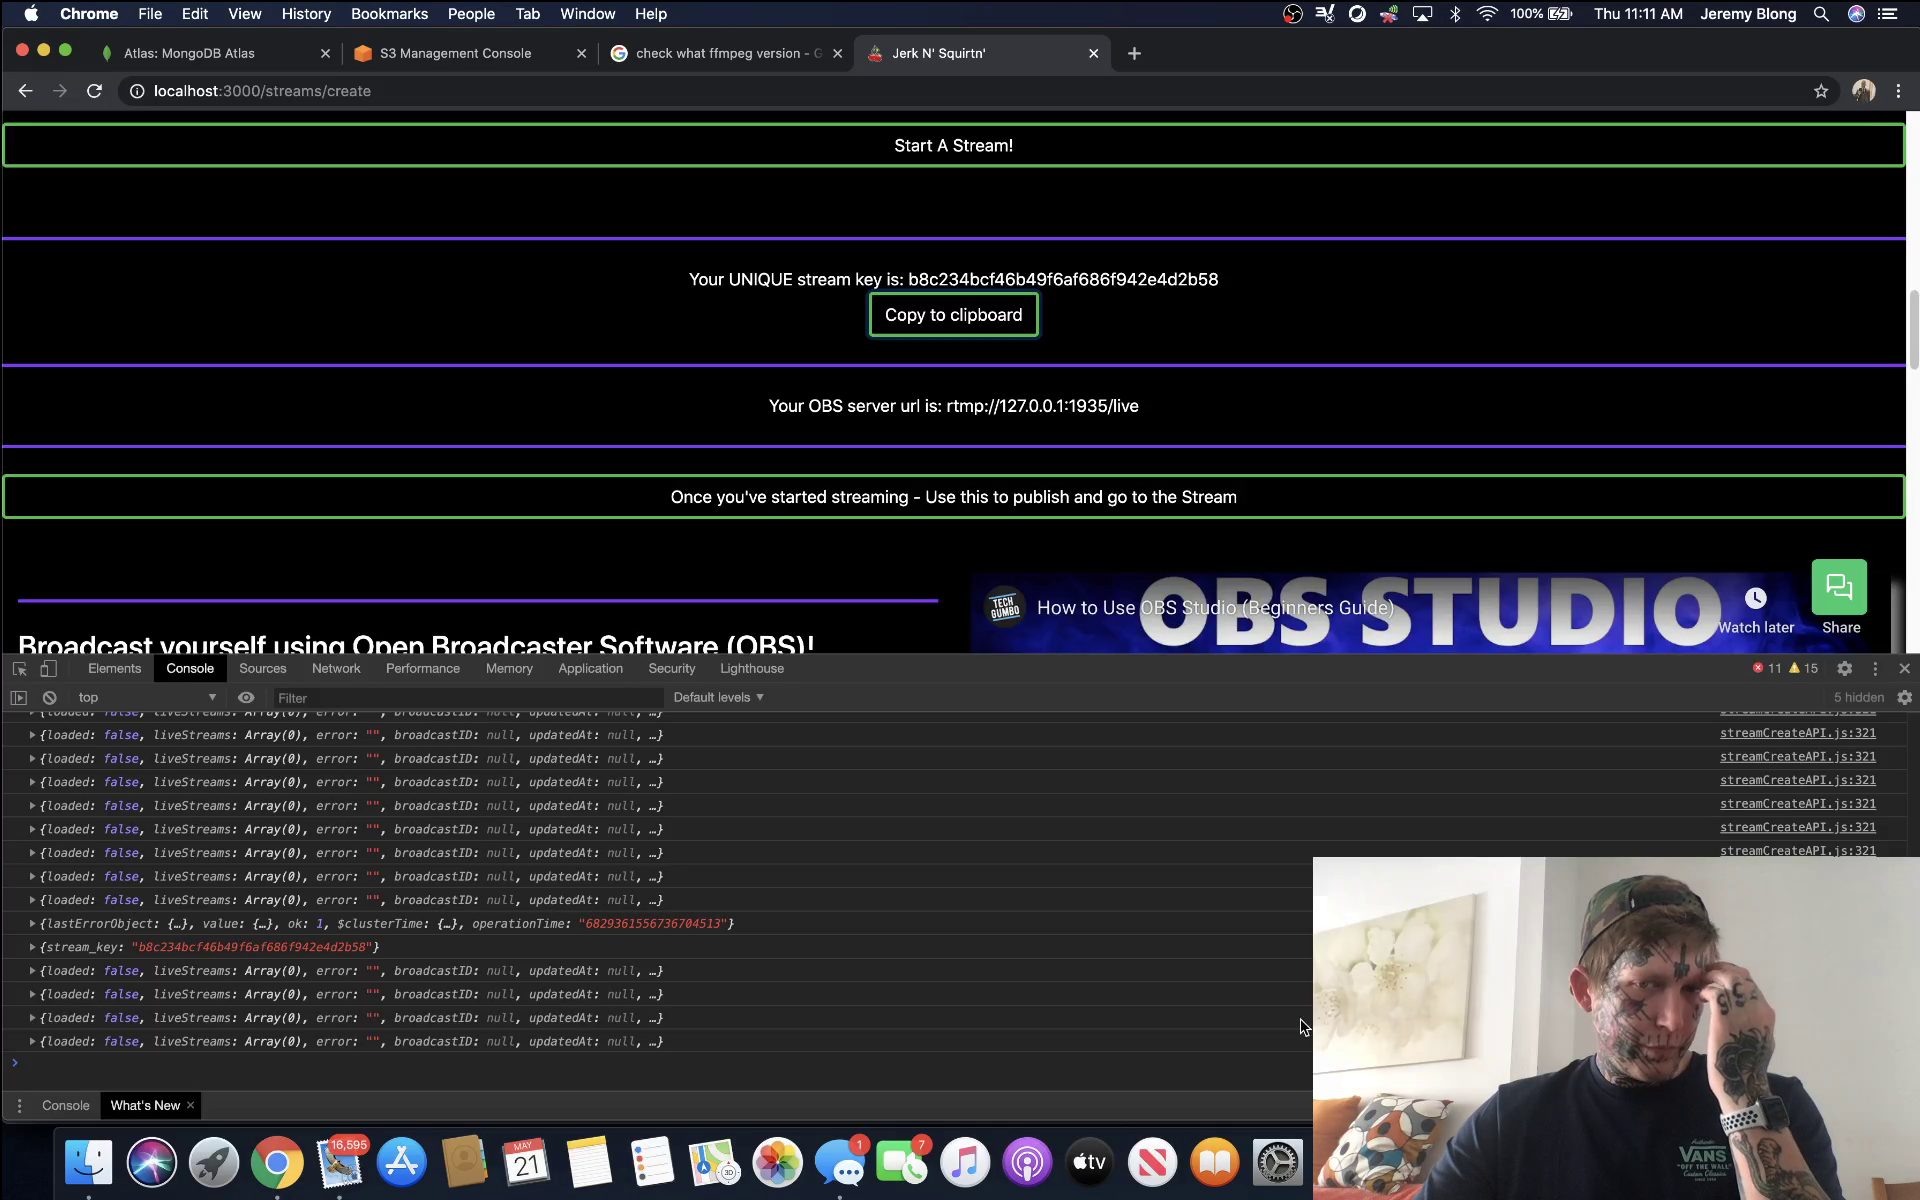 Chrome File Edit View History Bookmarks People Tab Window Help 100% Thu 11:11 AM Jeremy Blong
Atlas: MongoDB Atlas S3 Management Console check what ffmpeg version - G Jerk N' Squirtn'
localhost:3000/streams/create
Start A Stream!
Your UNIQUE stream key is: b8c234bcf46b49f6af686f942e4d2b58
Copy to clipboard
Your OBS server url is: rtmp://127.0.0.1:1935/live
Once you've started streaming - Use this to publish and go to the Stream
TECH GUMBO How to Use OBS Studio (Beginners Guide) OBS STUDIO
Watch later Share
Broadcast yourself using Open Broadcaster Software (OBS)!
Elements Console Sources Network Performance Memory Application Security Lighthouse 11 15
top Filter Default levels 5 hidden
{loaded: false, liveStreams: Array(0), error: "", broadcastID: null, updatedAt: null, …} streamCreateAPI.js:321
{loaded: false, liveStreams: Array(0), error: "", broadcastID: null, updatedAt: null, …} streamCreateAPI.js:321
{loaded: false, liveStreams: Array(0), error: "", broadcastID: null, updatedAt: null, …} streamCreateAPI.js:321
{loaded: false, liveStreams: Array(0), error: "", broadcastID: null, updatedAt: null, …} streamCreateAPI.js:321
{loaded: false, liveStreams: Array(0), error: "", broadcastID: null, updatedAt: null, …} streamCreateAPI.js:321
{loaded: false, liveStreams: Array(0), error: "", broadcastID: null, updatedAt: null, …} streamCreateAPI.js:321
{loaded: false, liveStreams: Array(0), error: "", broadcastID: null, updatedAt: null, …} streamCreateAPI.js:321
{loaded: false, liveStreams: Array(0), error: "", broadcastID: null, updatedAt: null, …}
{loaded: false, liveStreams: Array(0), error: "", broadcastID: null, updatedAt: null, …}
{lastErrorObject: {…}, value: {…}, ok: 1, $clusterTime: {…}, operationTime: "6829361556736704513"}
{stream_key: "b8c234bcf46b49f6af686f942e4d2b58"}
{loaded: false, liveStreams: Array(0), error: "", broadcastID: null, updatedAt: null, …}
{loaded: false, liveStreams: Array(0), error: "", broadcastID: null, updatedAt: null, …}
{loaded: false, liveStreams: Array(0), error: "", broadcastID: null, updatedAt: null, …}
{loaded: false, liveStreams: Array(0), error: "", broadcastID: null, updatedAt: null, …}
Console What's New
16,595 MAY 21 3D 1 7 tv
VANS
"OFF THE WALL"